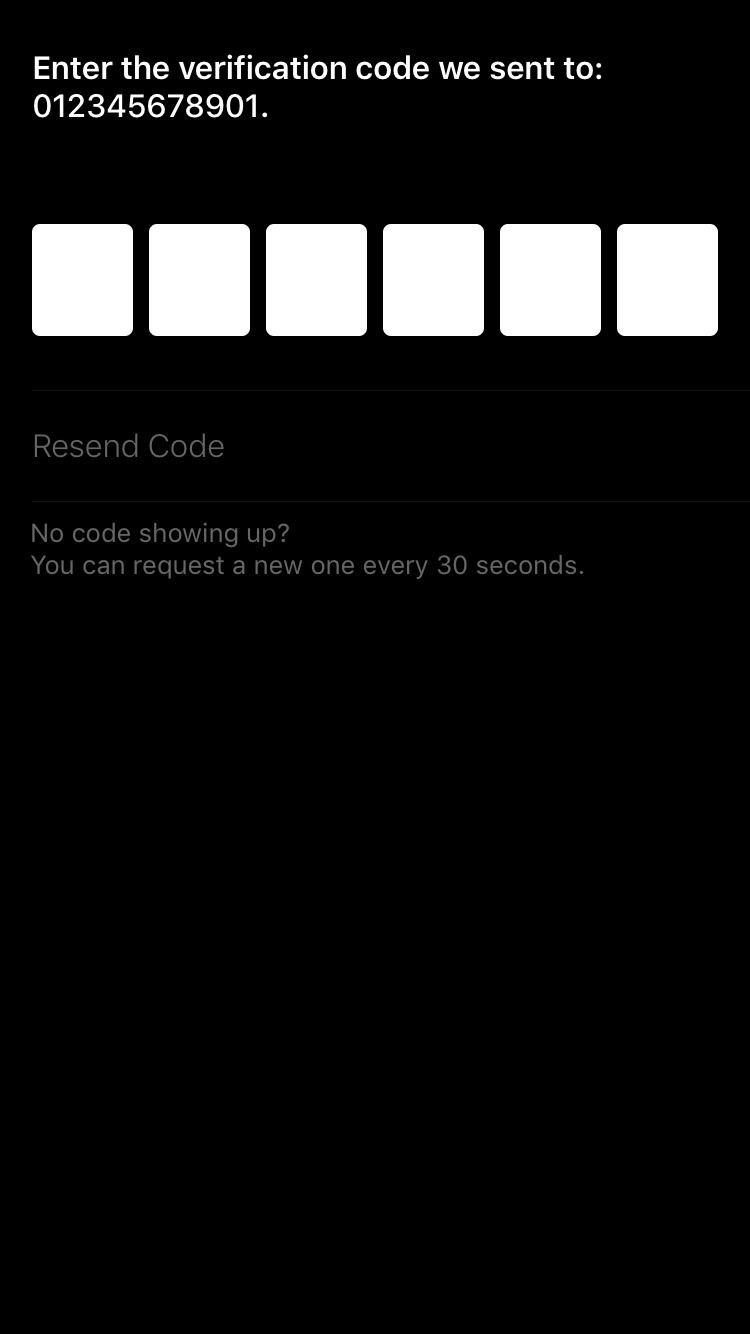 Enter the verification code we sent to:
012345678901.
Resend Code
No code showing up?
You can request a new one every 30 seconds.